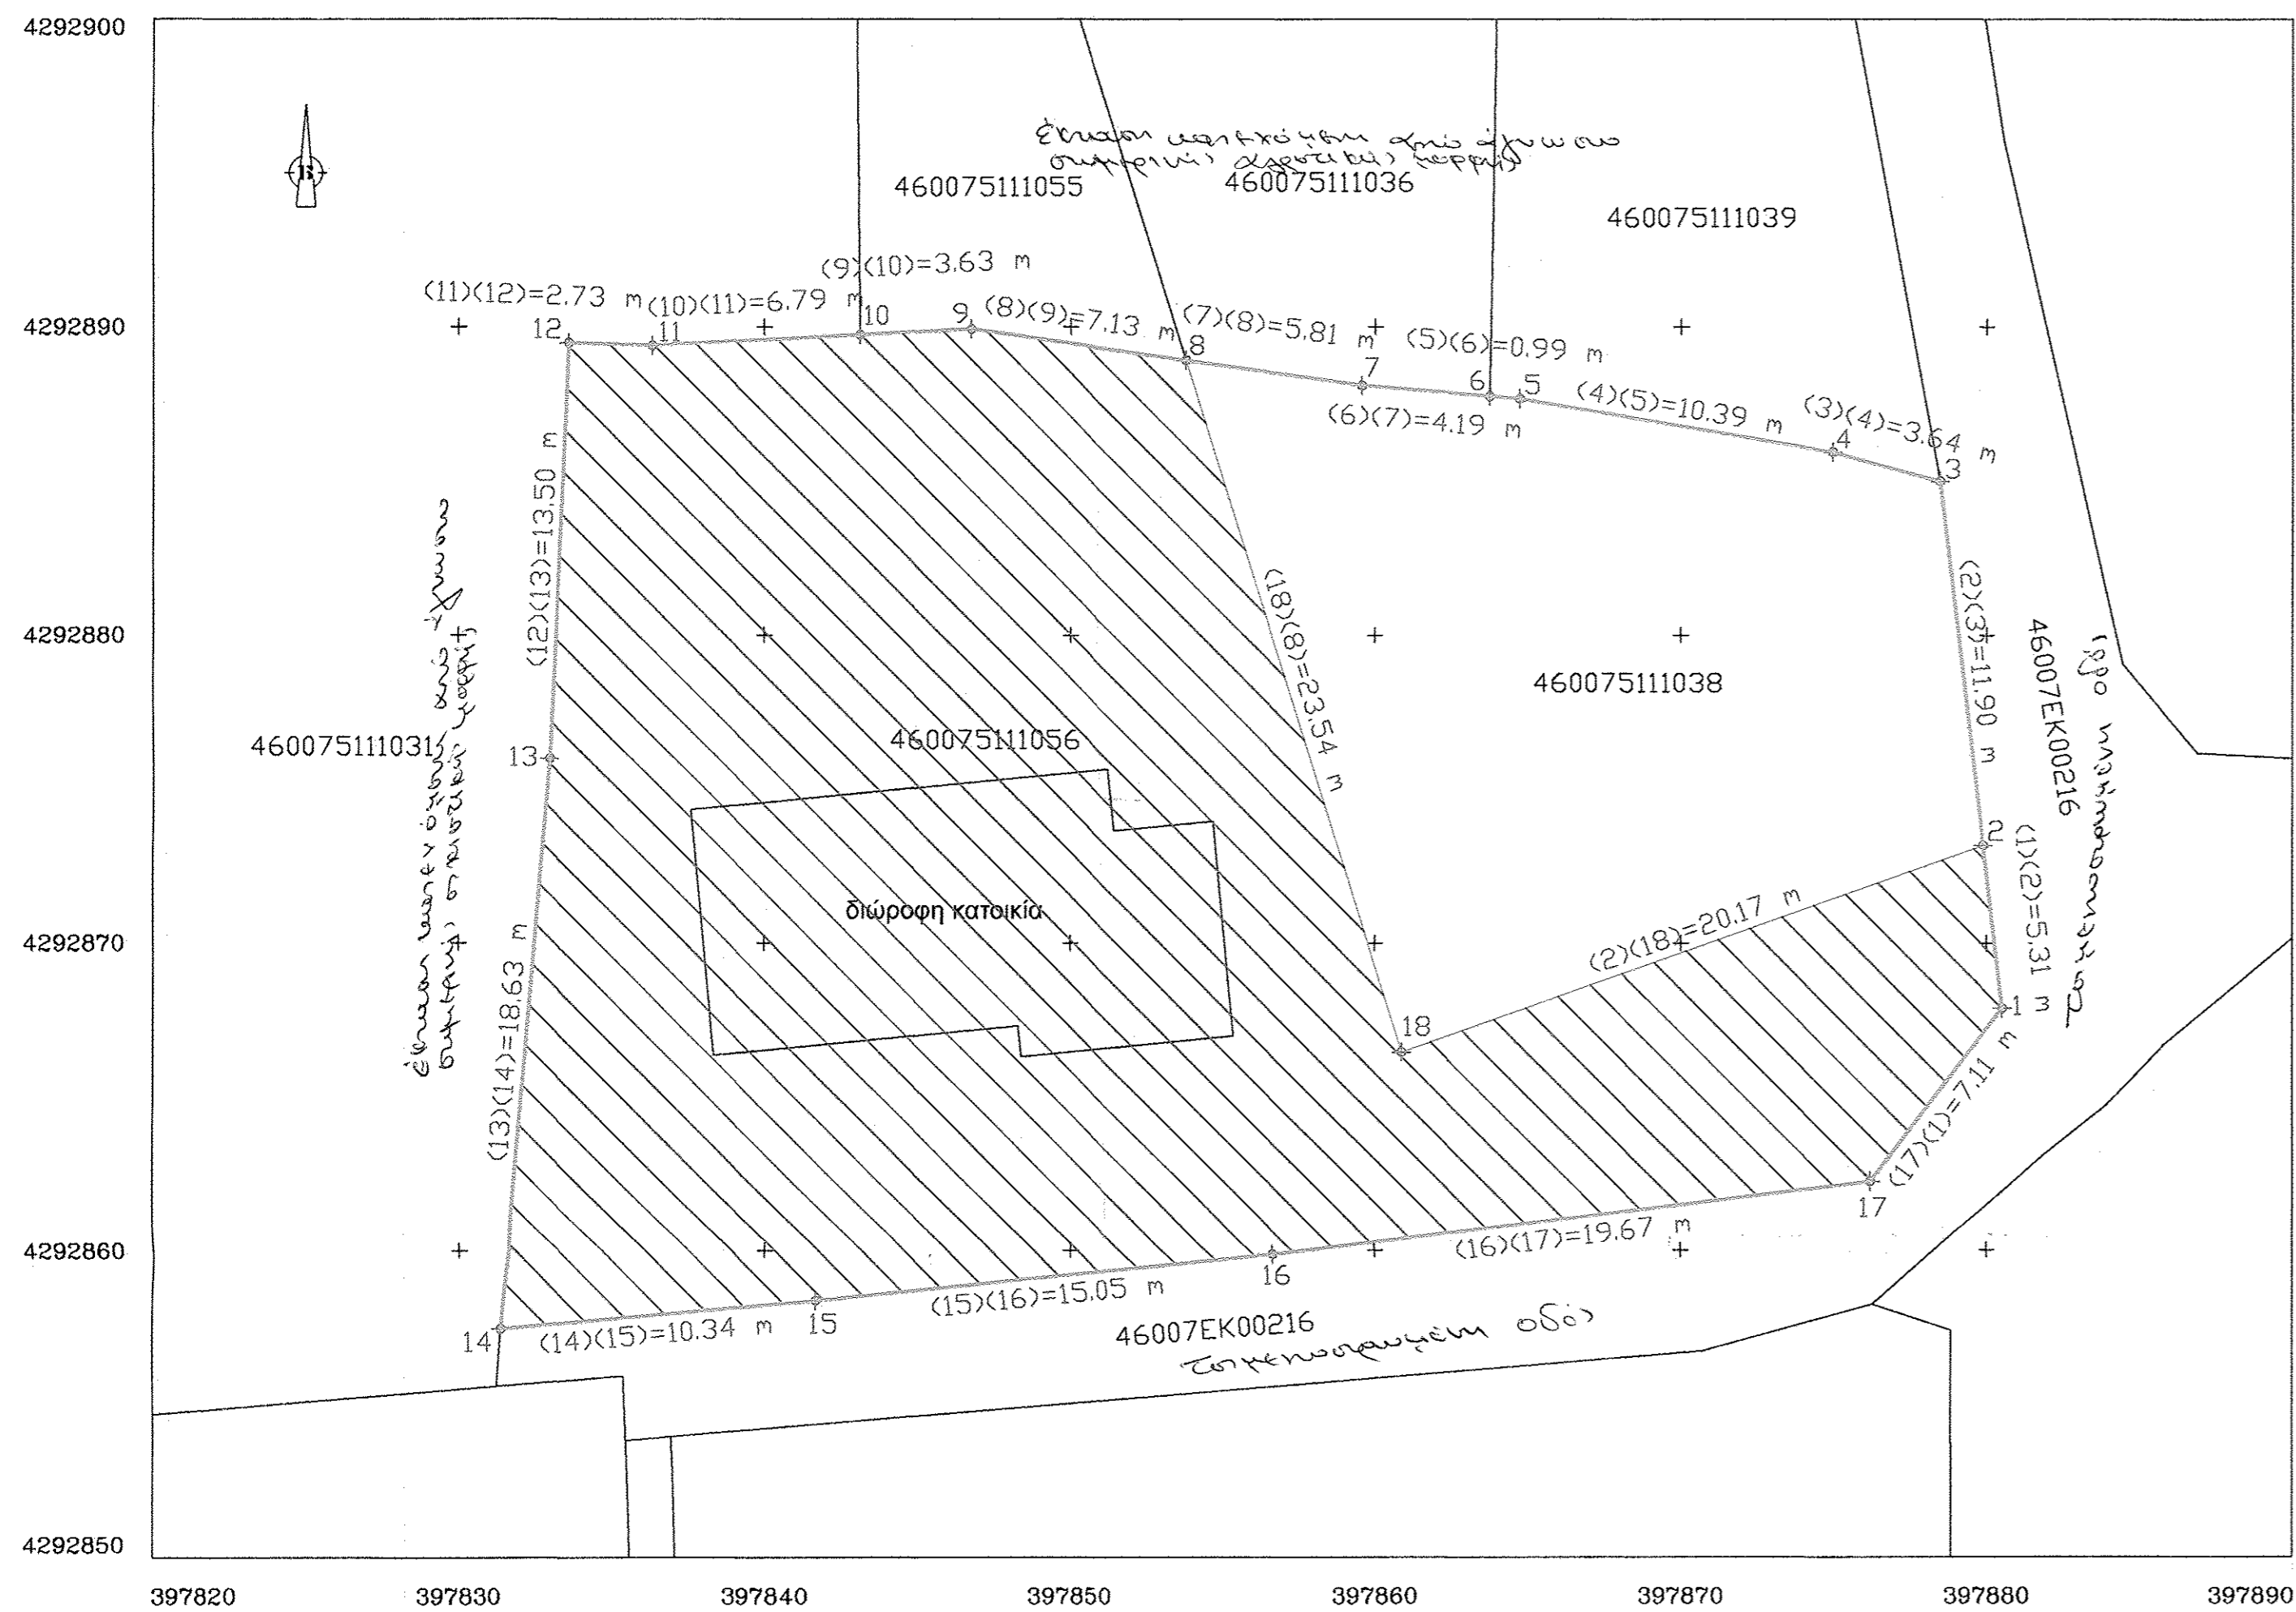 4292900
4292890
4292880
4292870
4292860
4292850
397820
397830
397840
397850
397860
397870
397880
397890
Β
460075111055
460075111036
460075111039
(9)(10)=3.63 m
(11)(12)=2.73 m
(10)(11)=6.79 m
(8)(9)=7.13 m
(7)(8)=5.81 m
(5)(6)=0.99 m
(6)(7)=4.19 m
(4)(5)=10.39 m
(3)(4)=3.64 m
12
11
10
9
8
7
6
5
4
3
(12)(13)=13.50 m
(18)(8)=23.54 m
(2)(3)=11.90 m
46007ΕΚ00216
460075111038
460075111031
460075111056
13
διώροφη κατοικία
2
(1)(2)=5.31 m
(2)(18)=20.17 m
1
18
(13)(14)=18.63 m
(17)(1)=7.11 m
17
(16)(17)=19.67 m
16
(15)(16)=15.05 m
15
(14)(15)=10.34 m
14
46007ΕΚ00216
τσιμεντοστρωμένη οδός